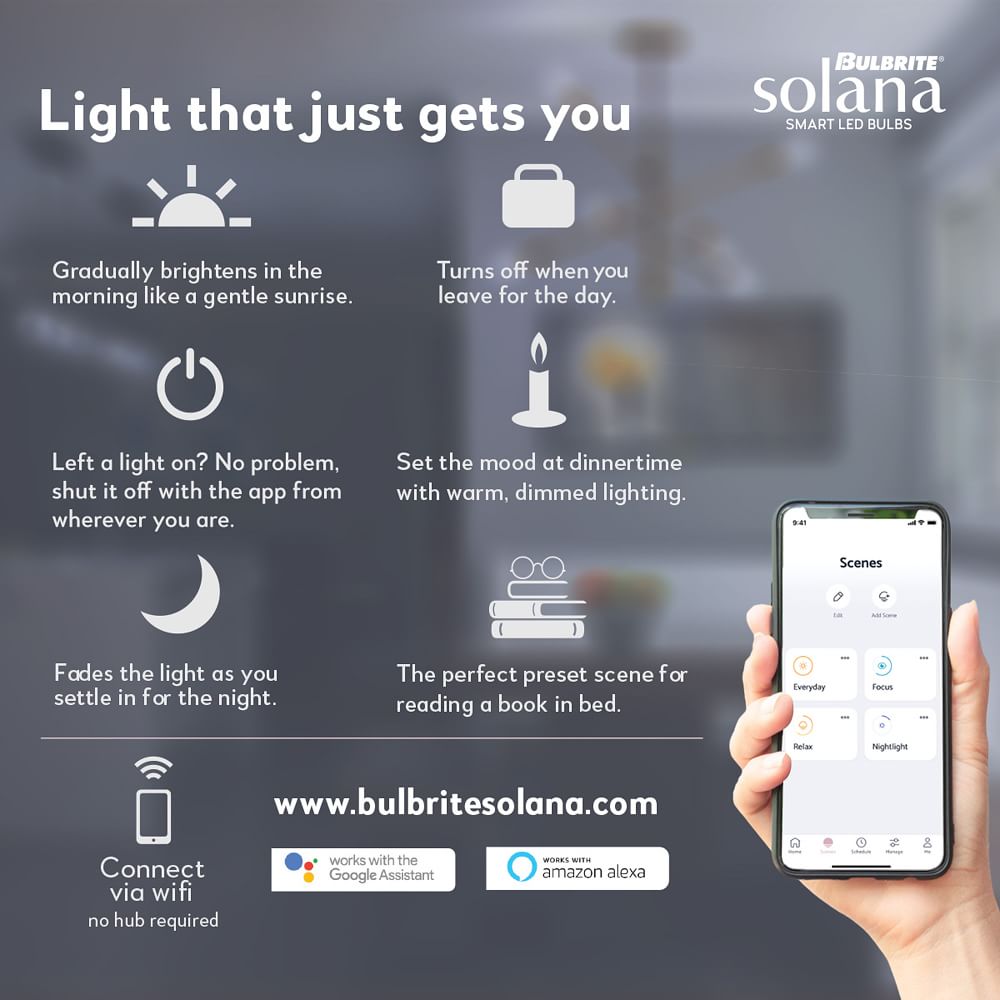 Light that just gets you
BULBRITE®
solana
SMART LED BULBS
Gradually brightens in the
morning like a gentle sunrise.
Turns off when you
leave for the day.
Left a light on? No problem,
shut it off with the app from
wherever you are.
Set the mood at dinnertime
with warm, dimmed lighting.
Fades the light as you
settle in for the night.
The perfect preset scene for
reading a book in bed.
9:41
Scenes
Edit
Add Scene
Everyday
Focus
Relax
Nightlight
Home
Scenes
Schedule
Manage
Me
Connect
via wifi
no hub required
www.bulbritesolana.com
works with the
Google Assistant
WORKS WITH
amazon alexa